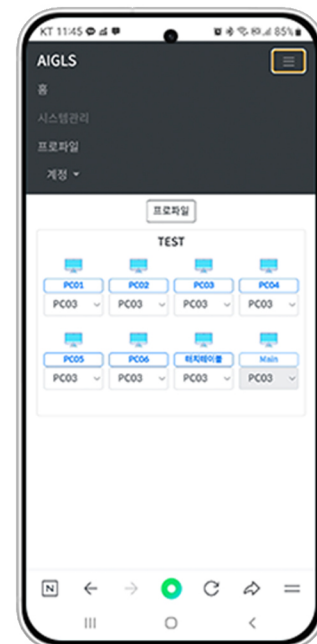 KT 11:45 85%
AIGLS
홈
시스템관리
프로파일
계정
프로파일
TEST
PC01 PC02 PC03 PC04
PC03 PC03 PC03 PC03
PC05 PC06 터치테이블 Main
PC03 PC03 PC03 PC03
N